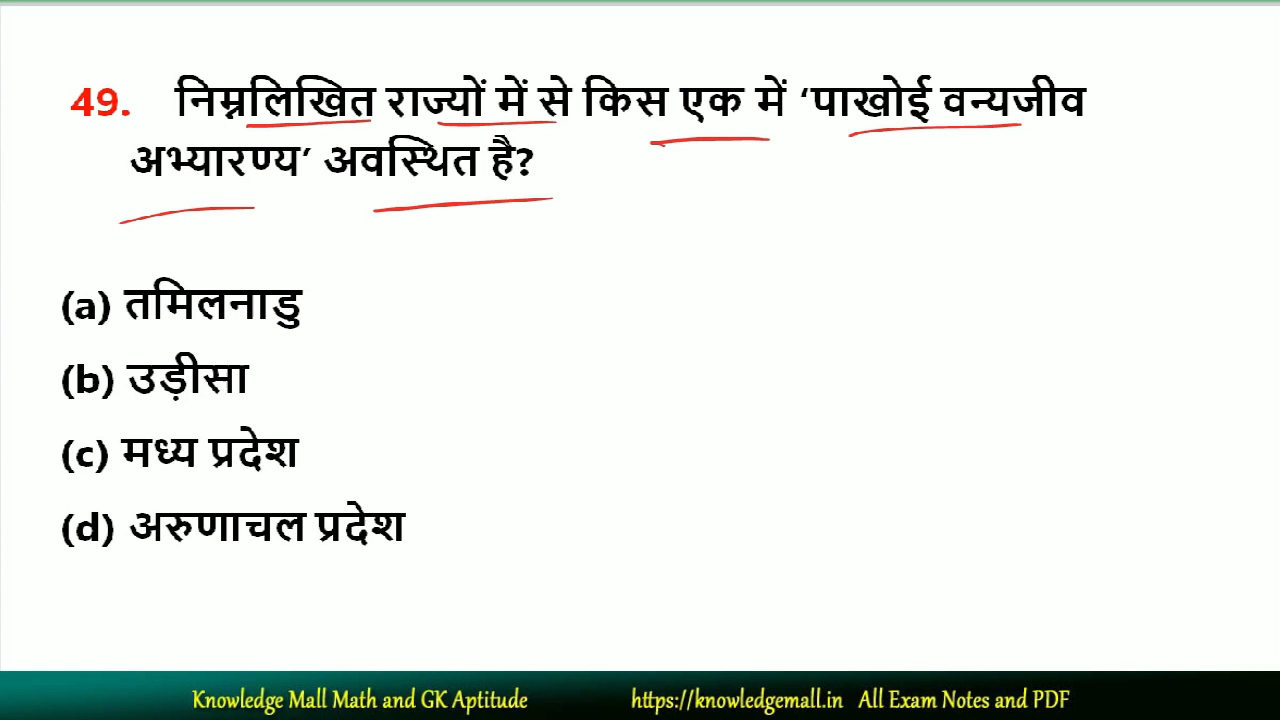 49. निम्नलिखित राज्यों में से किस एक में ‘पाखोई वन्यजीव
अभ्यारण्य’ अवस्थित है?
(a) तमिलनाडु
(b) उड़ीसा
(c) मध्य प्रदेश
(d) अरुणाचल प्रदेश
Knowledge Mall Math and GK Aptitude https://knowledgemall.in All Exam Notes and PDF